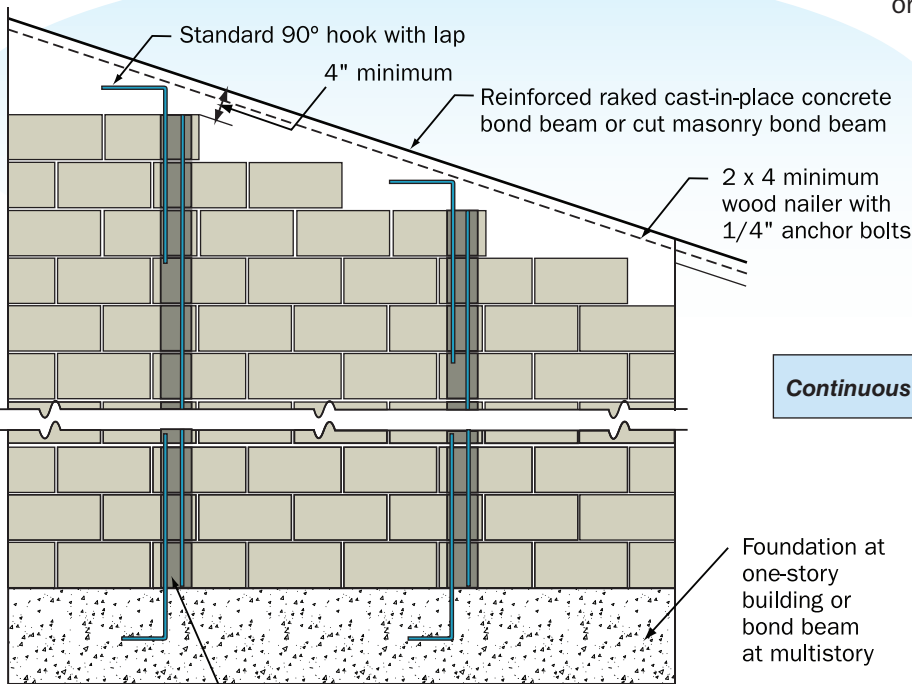 or
Standard 90º hook with lap
4" minimum
Reinforced raked cast-in-place concrete
bond beam or cut masonry bond beam
2 x 4 minimum
wood nailer with
1/4" anchor bolts
Continuous
Foundation at
one-story
building or
bond beam
at multistory